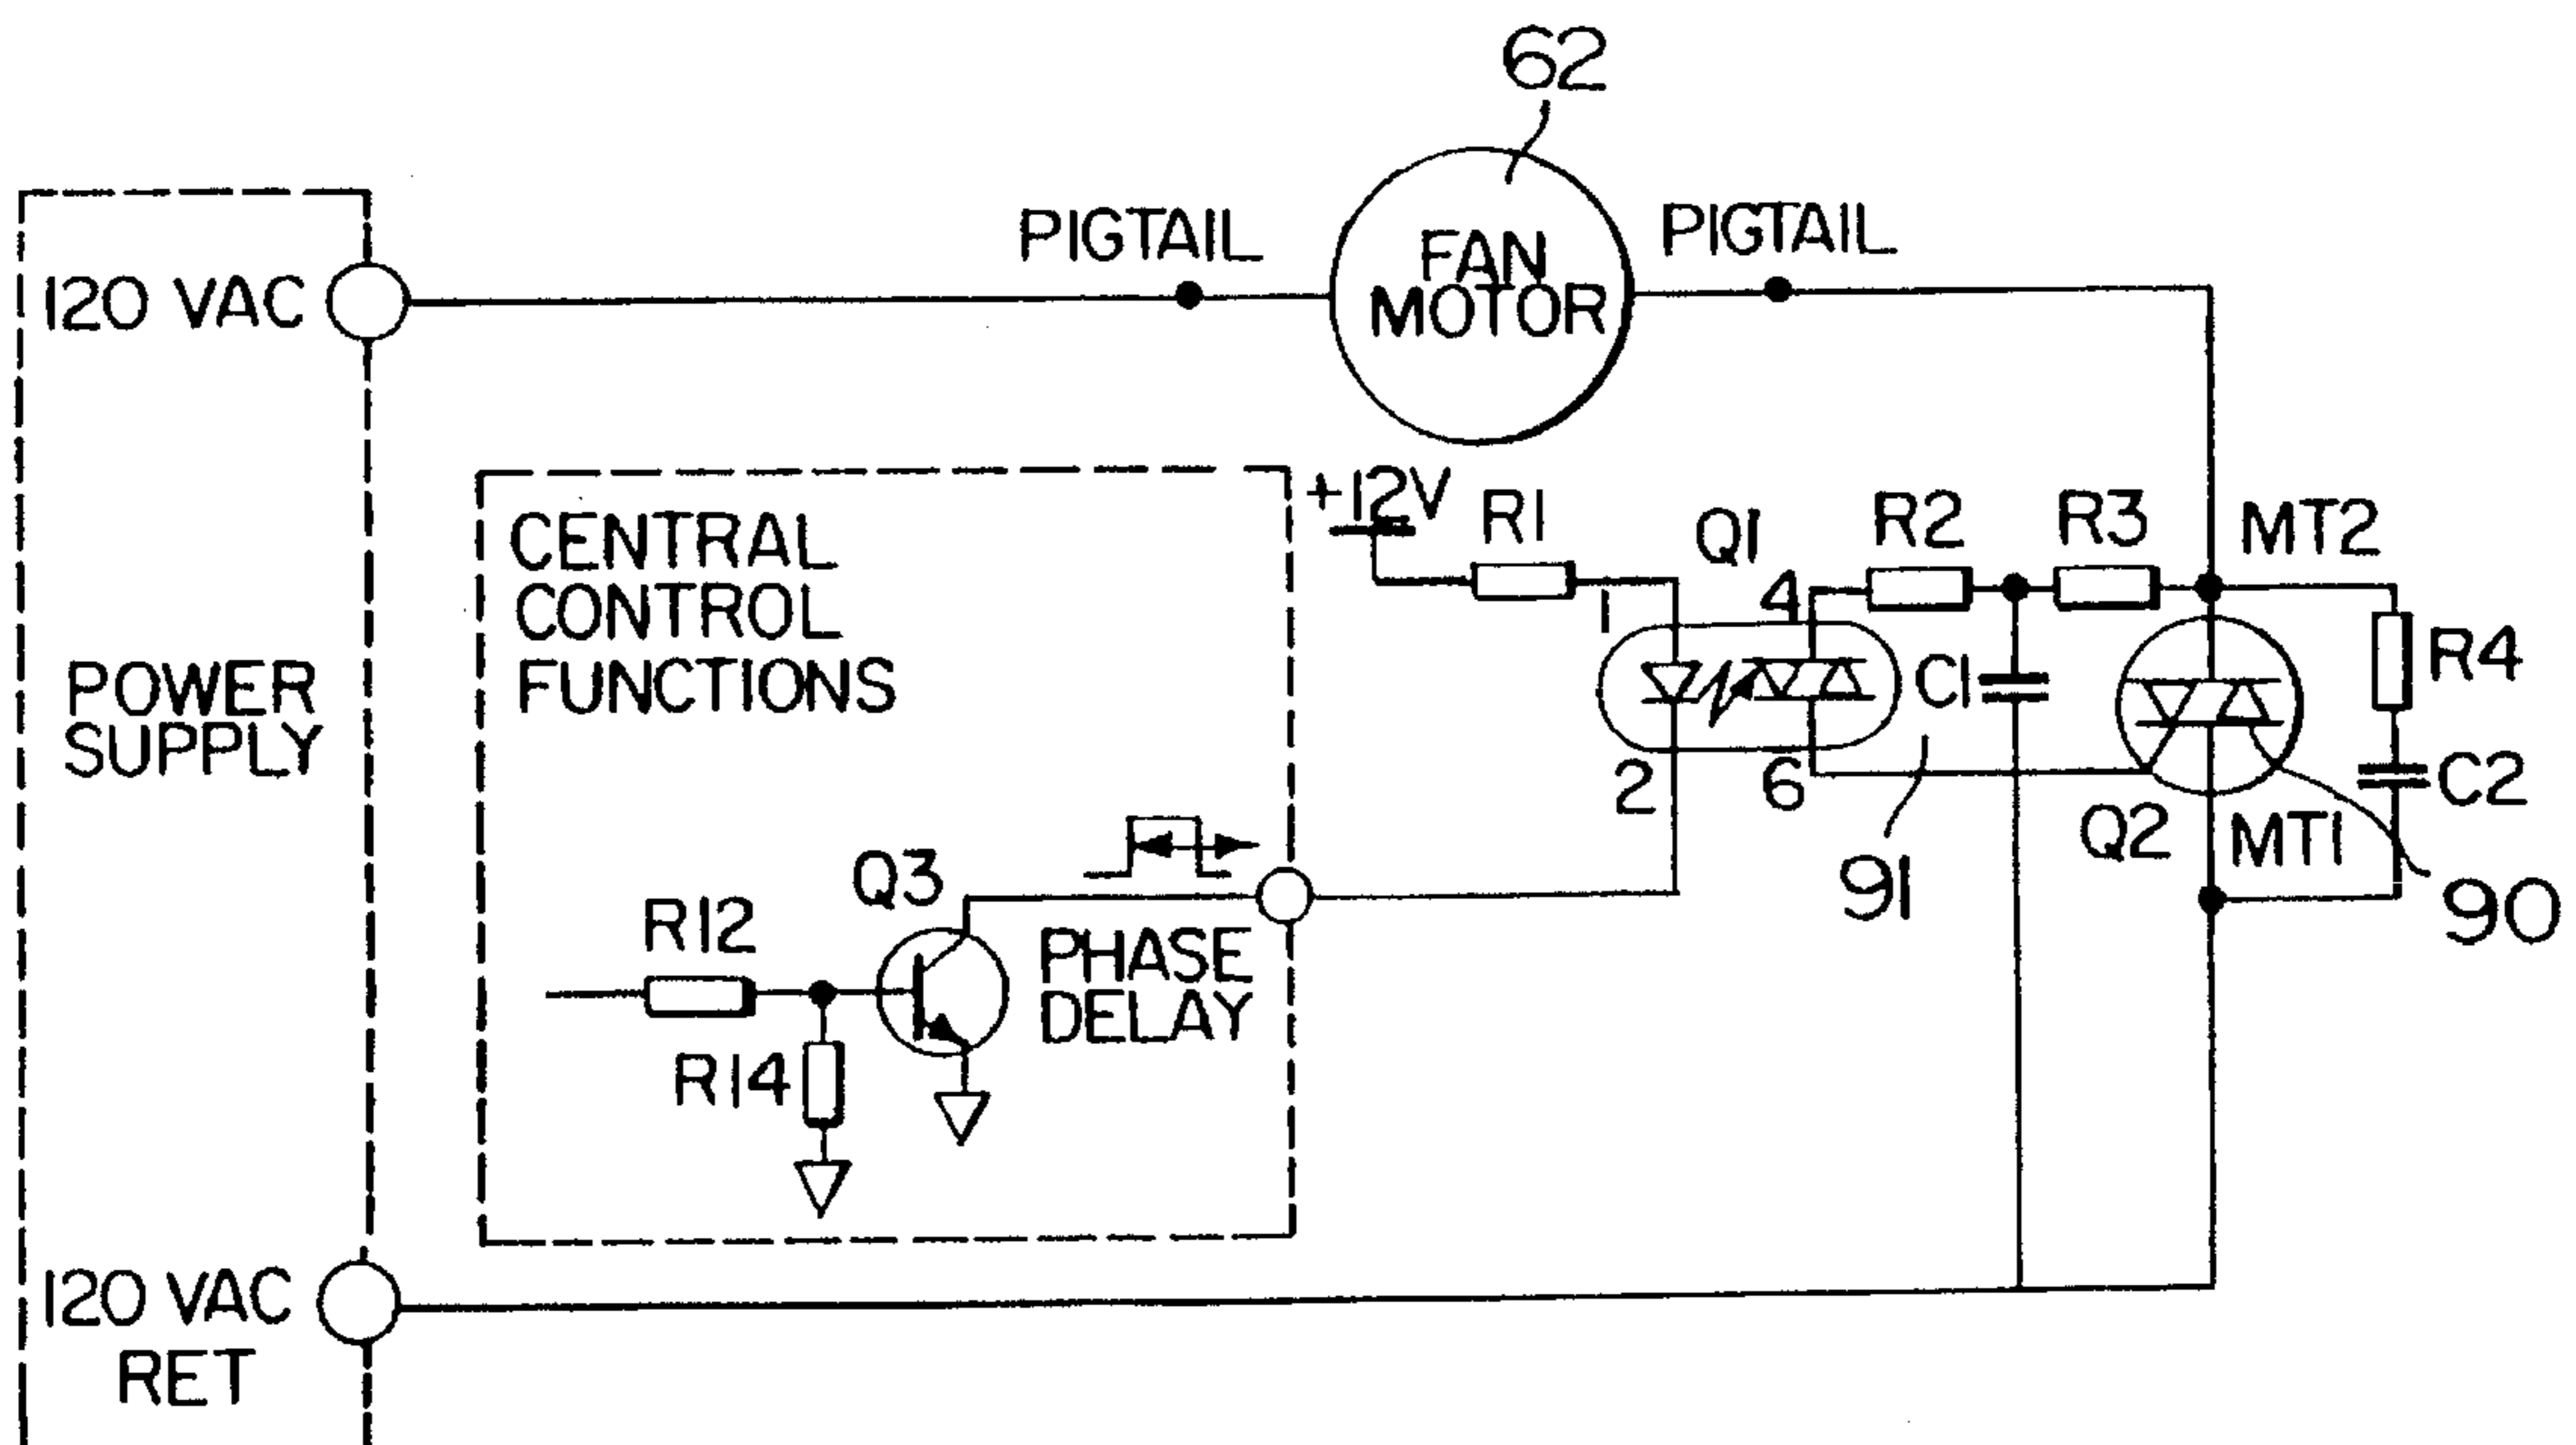 62
PIGTAIL
PIGTAIL
FAN
MOTOR
120 VAC
+12V
R1
Q1
R2
R3
MT2
1
4
CENTRAL
CONTROL
FUNCTIONS
C1
R4
POWER
SUPPLY
2
6
C2
Q2
MT1
91
90
Q3
R12
PHASE
DELAY
R14
120 VAC
RET